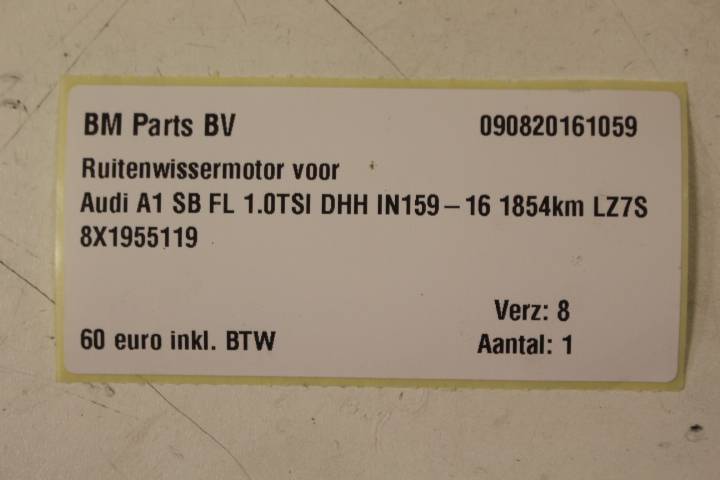 BM Parts BV 090820161059
Ruitenwissermotor voor
Audi A1 SB FL 1.0TSI DHH IN159-16 1854km LZ7S
8X1955119
Verz: 8
60 euro inkl. BTW Aantal: 1